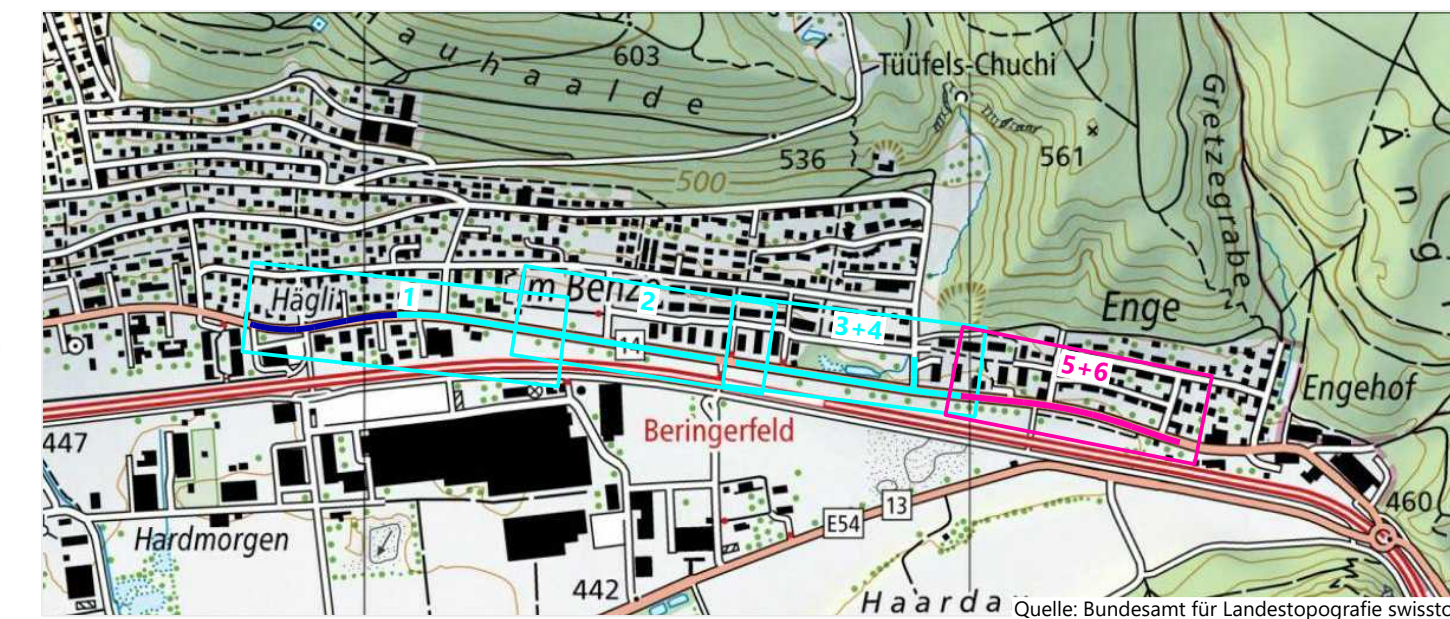 603
Tüüfels-Chuchi
Gretzegrabe
536
561
500
Hägli
1
m Benz
2
3+4
14
Enge
5+6
Engehof
447
Beringerfeld
460
Hardmorgen
E54
13
442
Quelle: Bundesamt für Landestopografie swissto